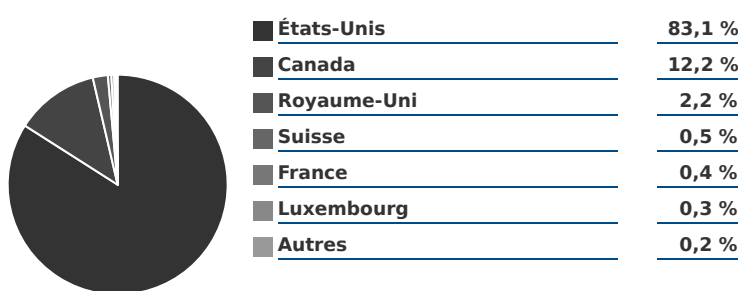 États-Unis 83,1 %
Canada 12,2 %
Royaume-Uni 2,2 %
Suisse 0,5 %
France 0,4 %
Luxembourg 0,3 %
Autres 0,2 %